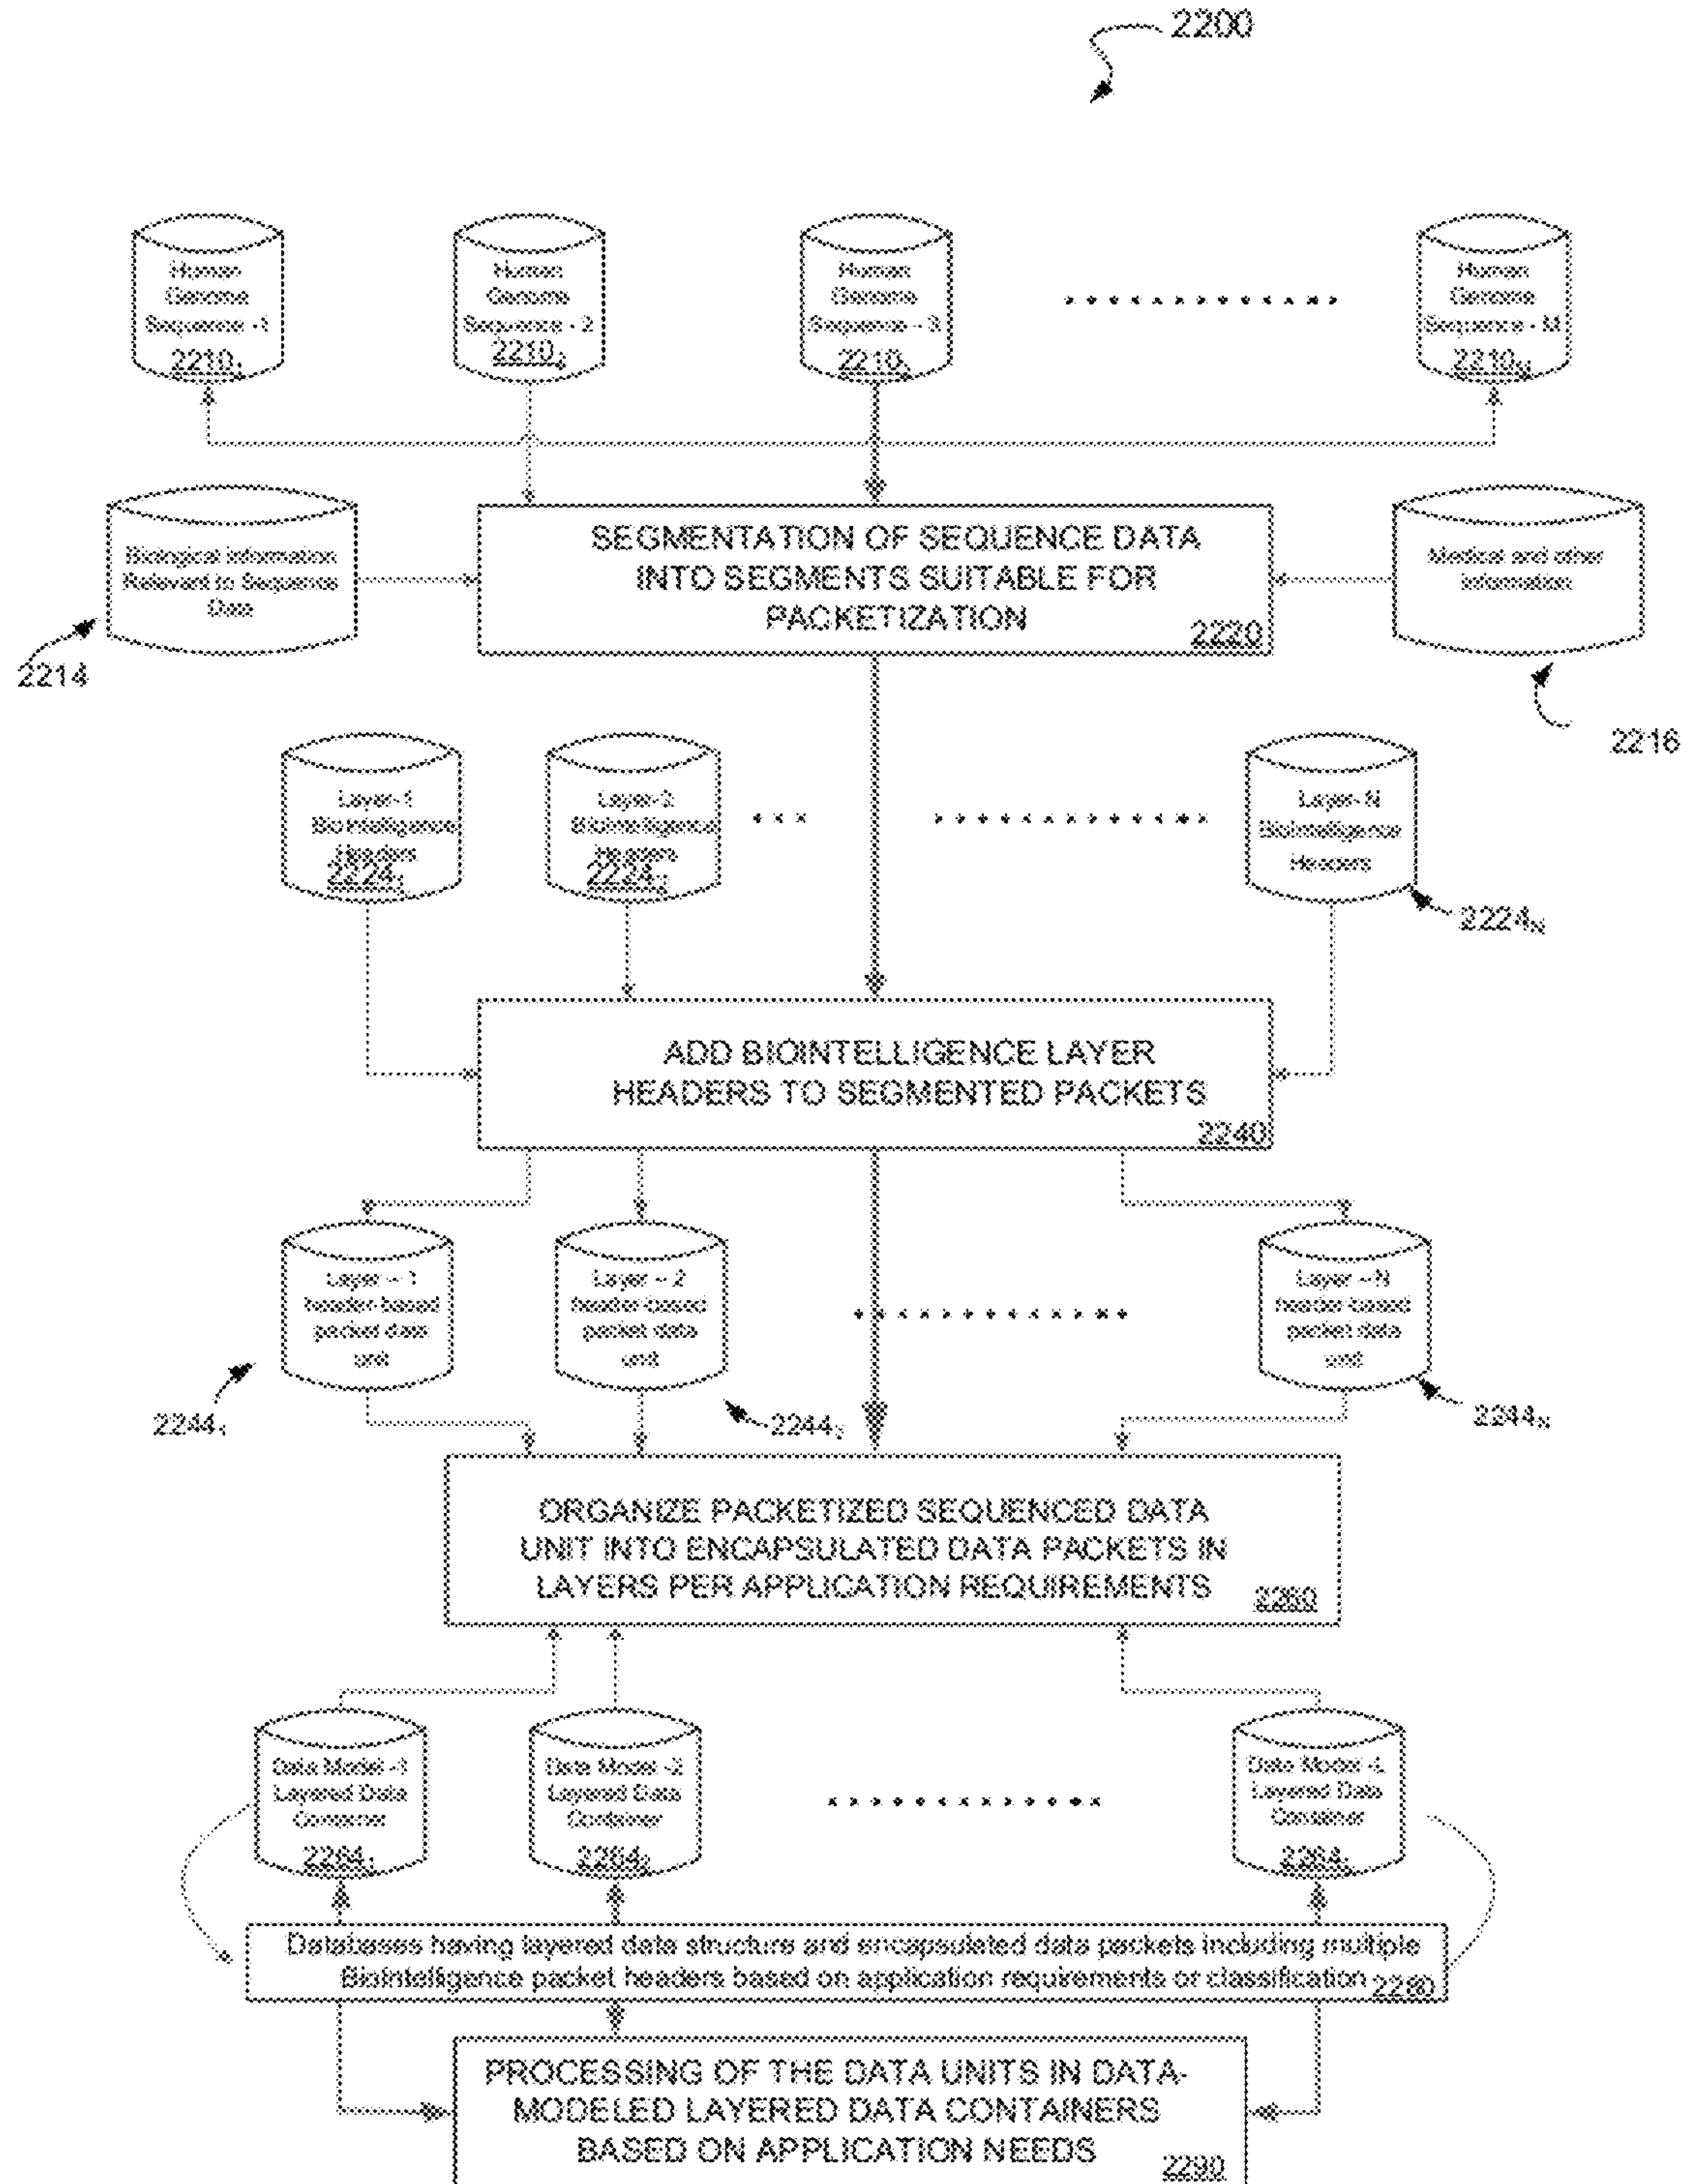 2200
Human
Genome
Sequence -1
2210₁
Human
Genome
Sequence - 2
2210₂
Human
Genome
Sequence - 3
2210
Human
Genome
Sequence - M
2210
Biological information
Relevant to Sequence
Data
2214
SEGMENTATION OF SEQUENCE DATA
INTO SEGMENTS SUITABLE FOR
PACKETIZATION
2220
Medical and other
information
2216
Layer-1
BioIntelligence
Headers
2224₁
Layer-2
BioIntelligence
Headers
2224₂
Layer-N
BioIntelligence
Headers
2224N
ADD BIOINTELLIGENCE LAYER
HEADERS TO SEGMENTED PACKETS
2240
Layer – 1
header-based
packet data
unit
2244₁
Layer – 2
header-based
packet data
unit
2244₂
Layer – N
header-based
packet data
unit
2244N
ORGANIZE PACKETIZED SEQUENCED DATA
UNIT INTO ENCAPSULATED DATA PACKETS IN
LAYERS PER APPLICATION REQUIREMENTS
2260
Data Model -1
Layered Data
Container
2264₁
Data Model -2
Layered Data
Container
2264₂
Data Model -L
Layered Data
Container
2264
Databases having layered data structure and encapsulated data packets including multiple
BioIntelligence packet headers based on application requirements or classification
PROCESSING OF THE DATA UNITS IN DATA-
MODELED LAYERED DATA CONTAINERS
BASED ON APPLICATION NEEDS
2290